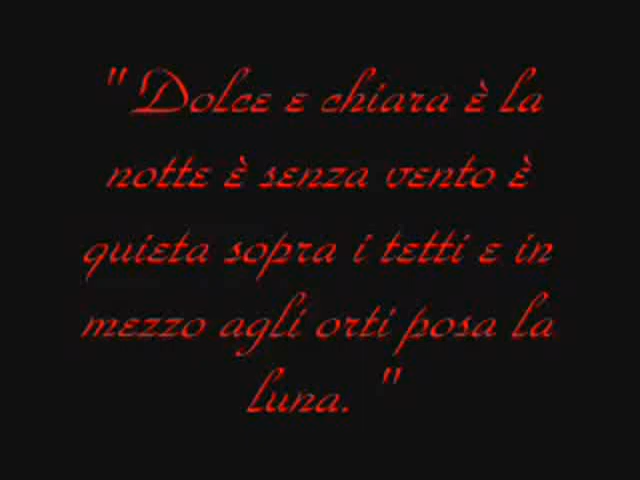 "Dolce e chiara è la
notte è senza vento è
quieta sopra i tetti e in
mezzo agli orti posa la
luna. "